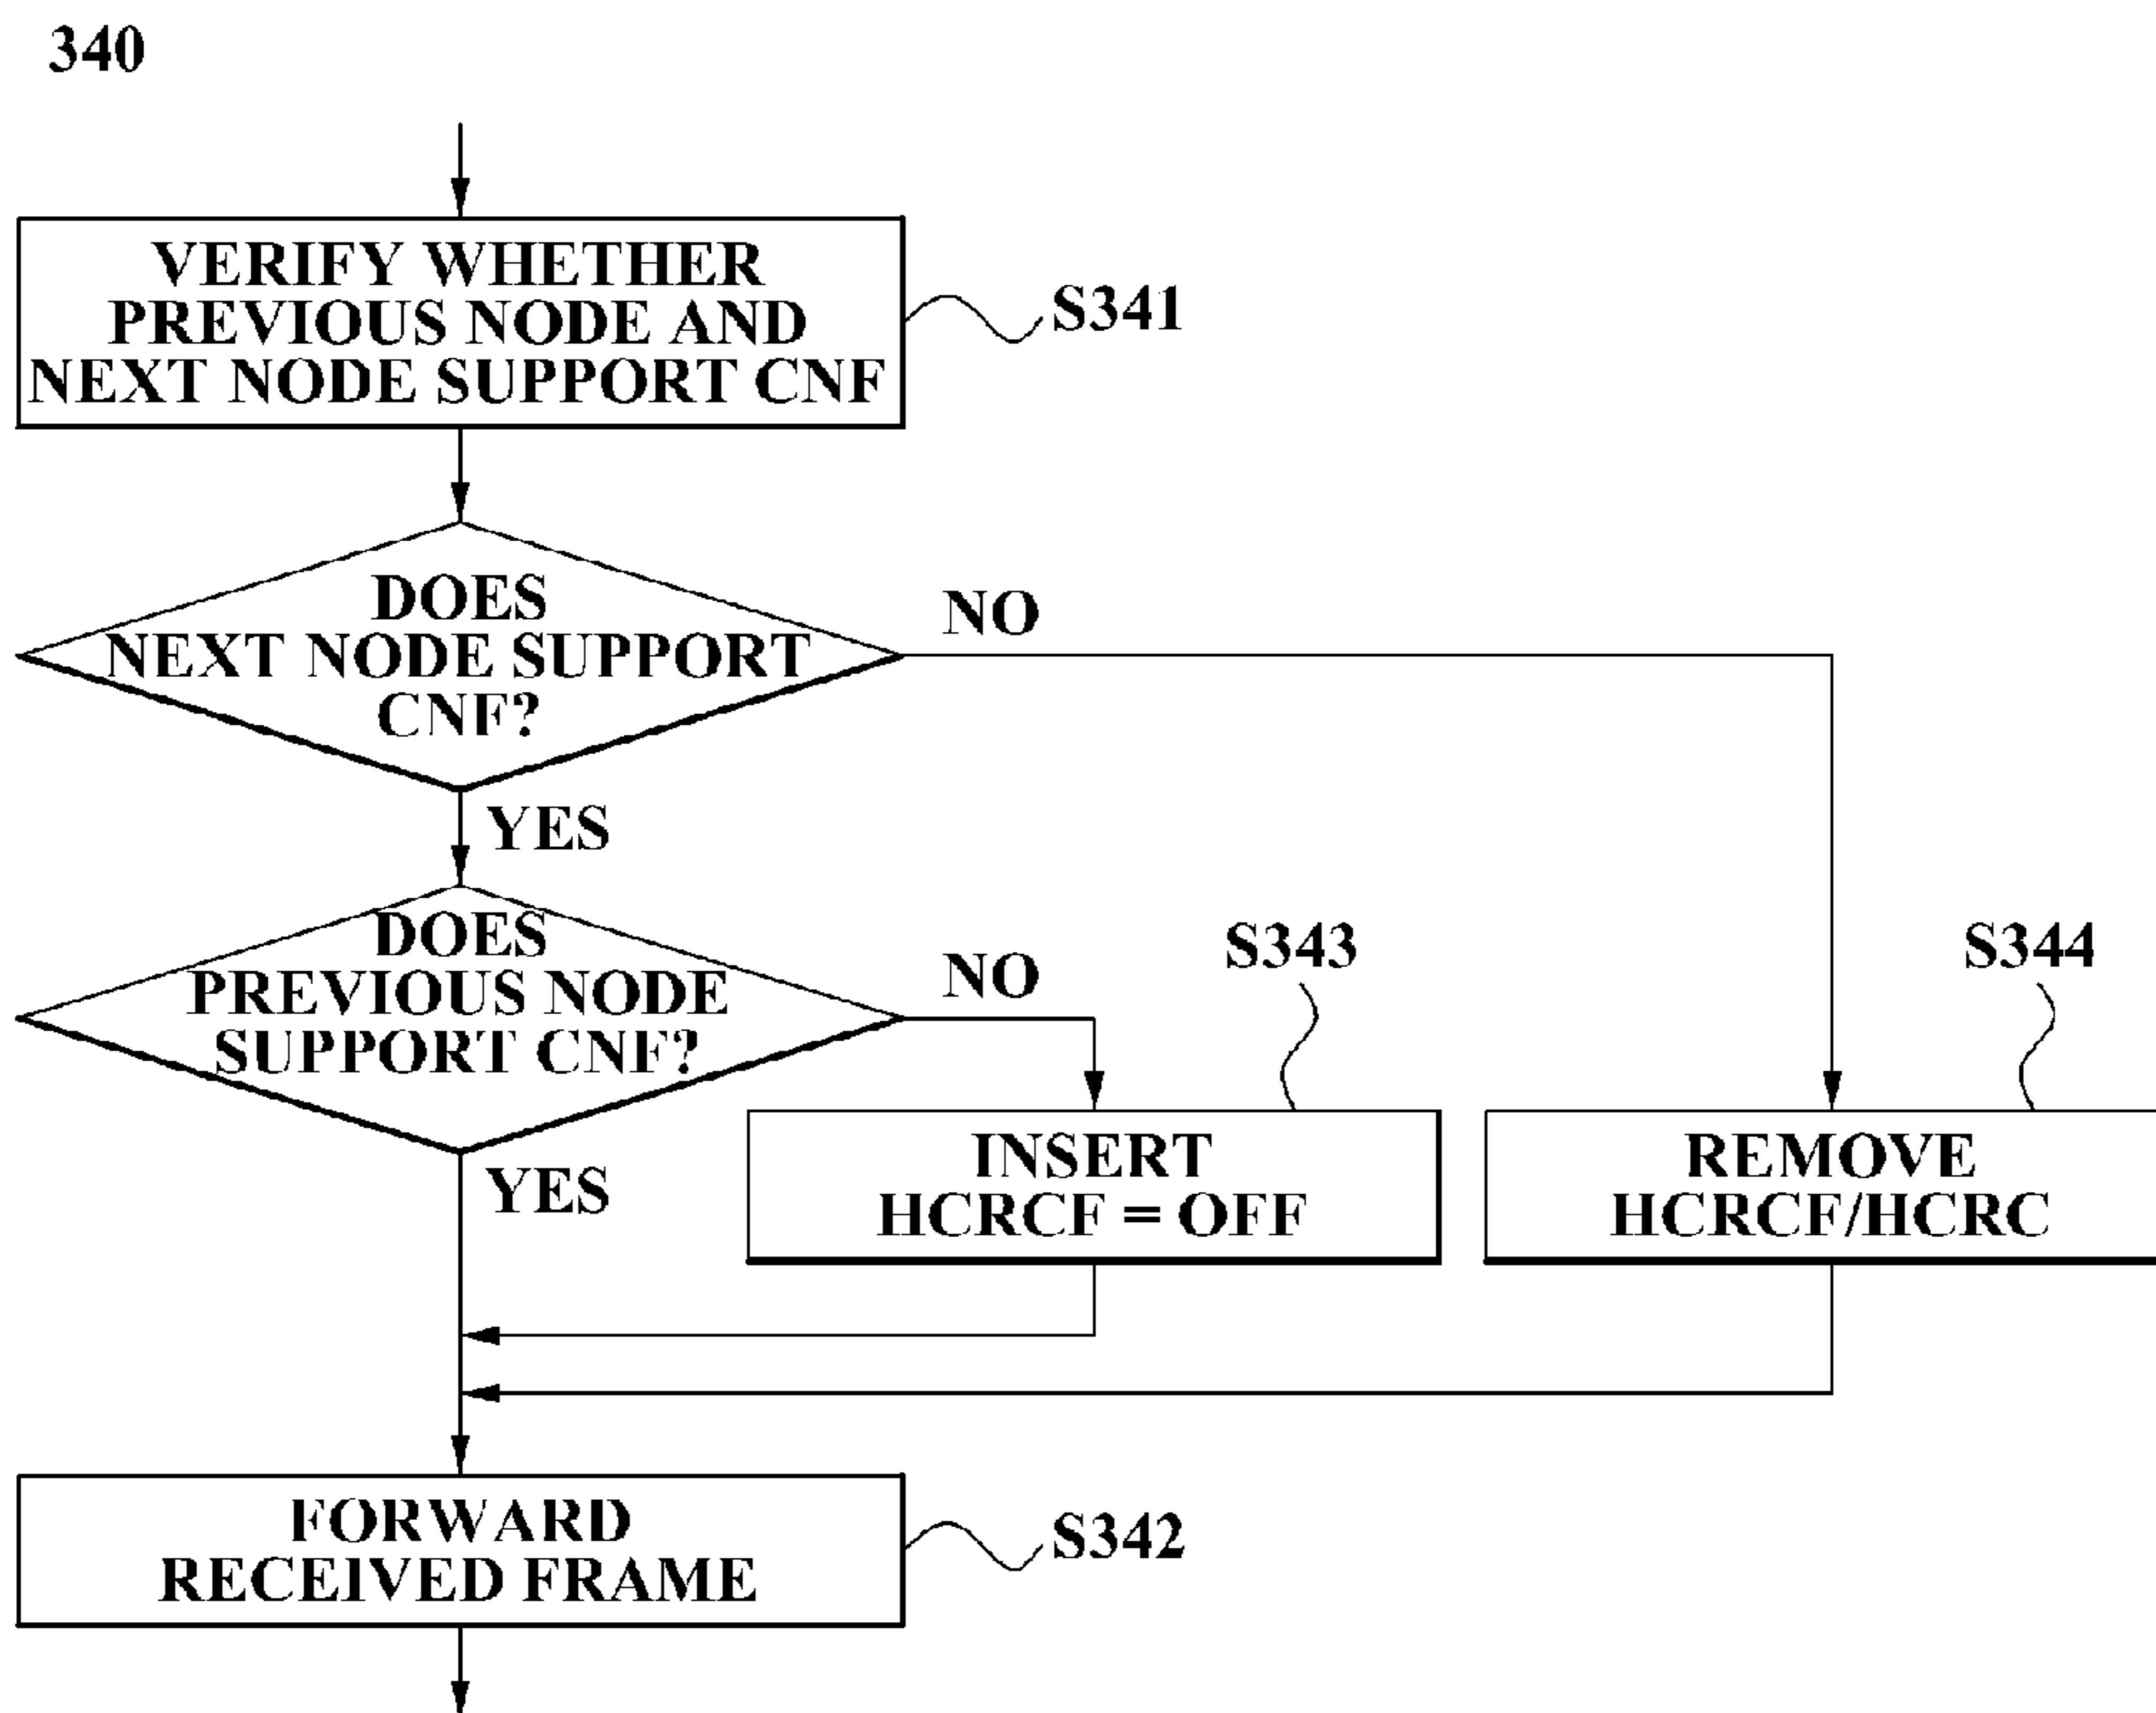 340
VERIFY WHETHER
PREVIOUS NODE AND
NEXT NODE SUPPORT CNF
S341
DOES
NEXT NODE SUPPORT
CNF?
NO
YES
DOES
PREVIOUS NODE
SUPPORT CNF?
NO
S343
S344
YES
INSERT
HCRCF = OFF
REMOVE
HCRCF/HCRC
FORWARD
RECEIVED FRAME
S342